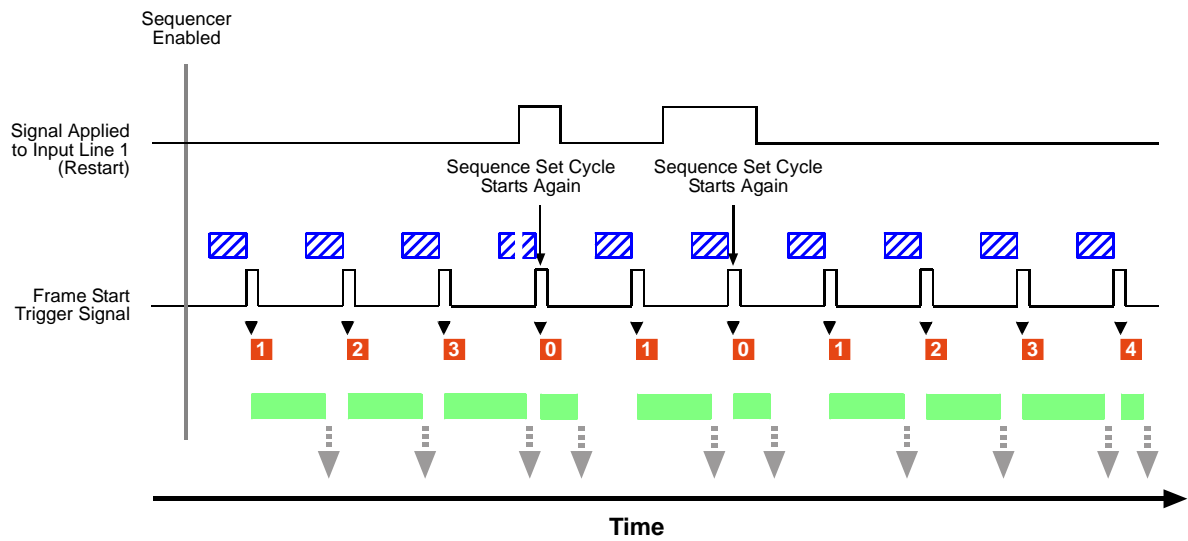 Sequencer
Enabled
Signal Applied
to Input Line 1
(Restart)
Sequence Set Cycle
Starts Again
Sequence Set Cycle
Starts Again
Frame Start
Trigger Signal
1 2 3 0 1 0 1 2 3 4
Time